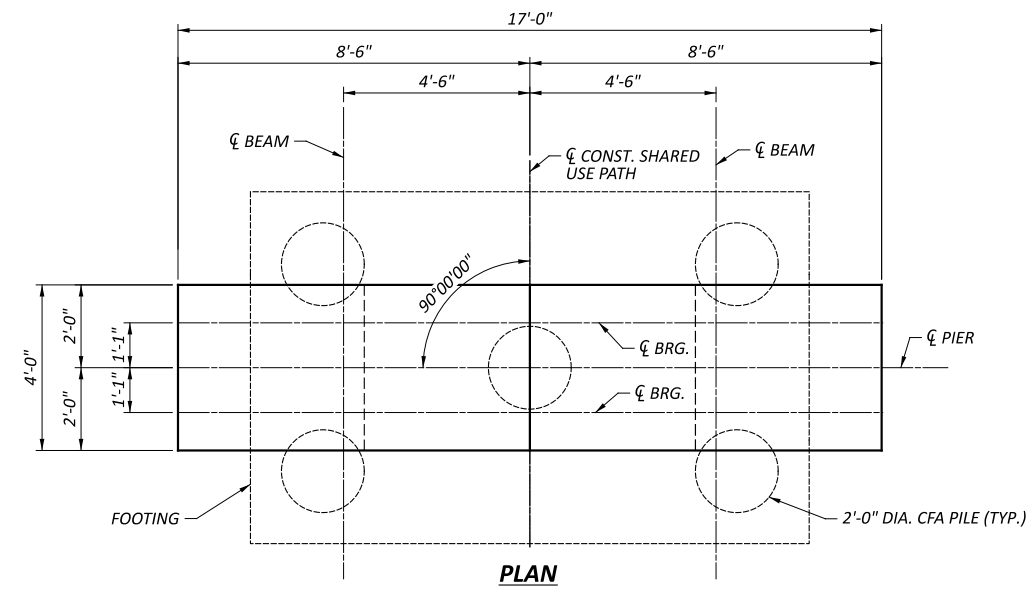 17'-0"
8'-6"
8'-6"
4'-6"
4'-6"
℄ BEAM
℄ CONST. SHARED
USE PATH
℄ BEAM
90°00'00"
4'-0"
2'-0"
2'-0"
1'-1"
1'-1"
℄ BRG.
℄ PIER
℄ BRG.
FOOTING
2'-0" DIA. CFA PILE (TYP.)
PLAN